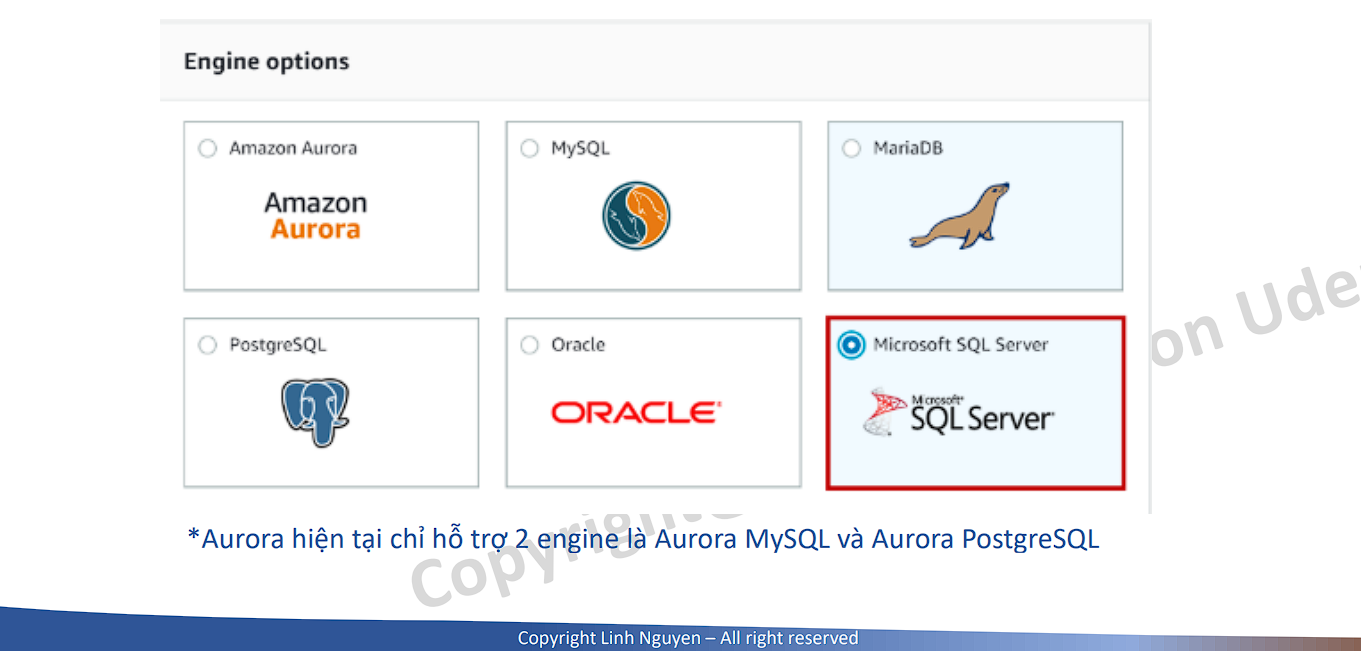 Engine options
Amazon Aurora
MySQL
MariaDB
Amazon
Aurora
PostgreSQL
Oracle
Microsoft SQL Server
ORACLE®
Microsoft®
SQL Server®
on Ude
*Aurora hiện tại chỉ hỗ trợ 2 engine là Aurora MySQL và Aurora PostgreSQL
Copyright
Copyright Linh Nguyen – All right reserved